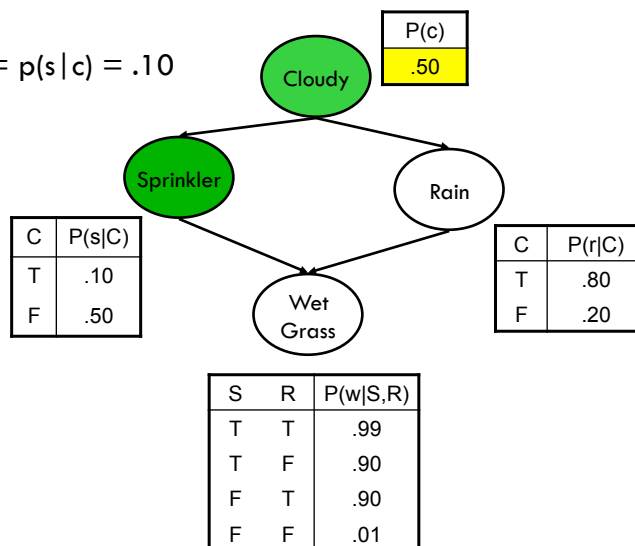 = p(s|c) = .10
P(c)
.50
Cloudy
Sprinkler
Rain
C P(s|C)
T .10
F .50
C P(r|C)
T .80
F .20
Wet
Grass
S R P(w|S,R)
T T .99
T F .90
F T .90
F F .01